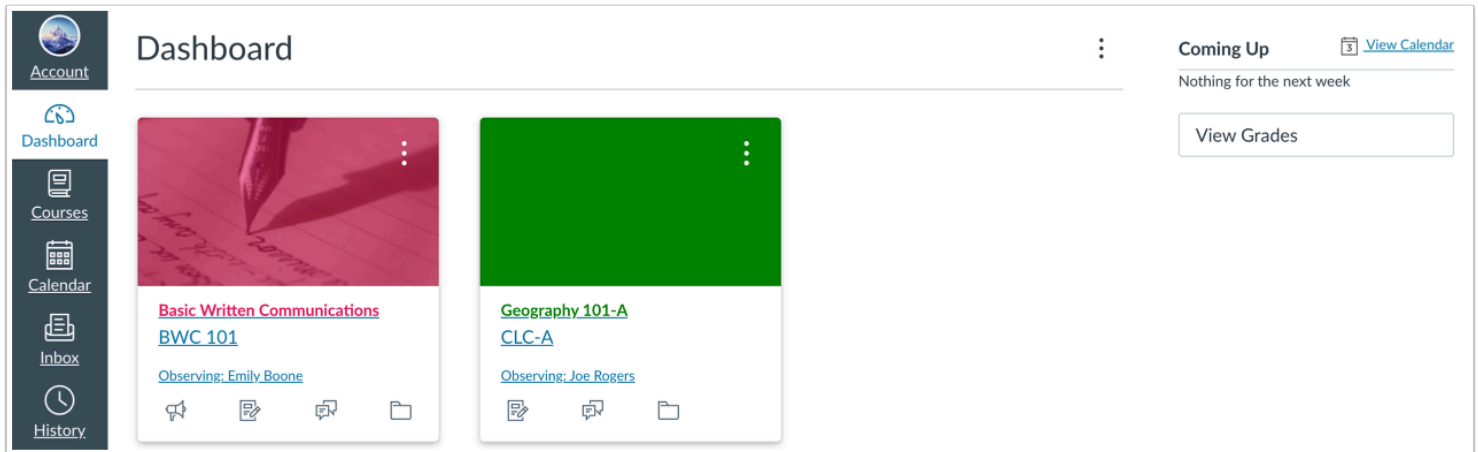 Account
Dashboard
Courses
Calendar
Inbox
History
Dashboard
Basic Written Communications
BWC 101
Observing: Emily Boone
Geography 101-A
CLC-A
Observing: Joe Rogers
Coming Up
3
View Calendar
Nothing for the next week
View Grades